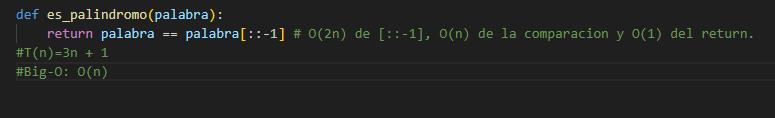 def es_palindromo(palabra):
    return palabra == palabra[::-1] # O(2n) de [::-1], O(n) de la comparacion y O(1) del return.
#T(n)=3n + 1
#Big-O: O(n)